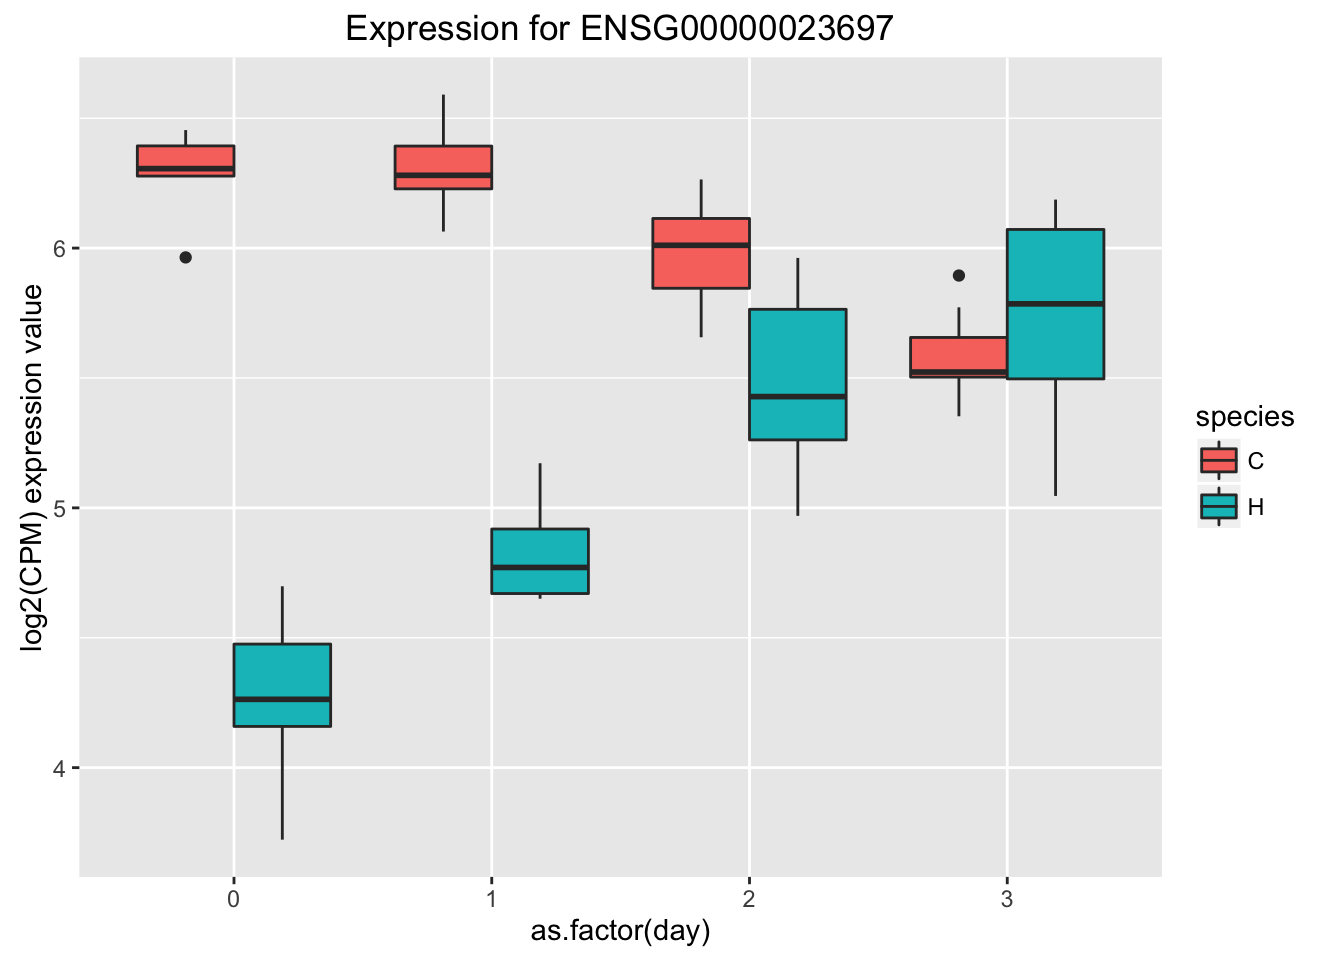 Expression for ENSG00000023697
log2(CPM) expression value
6
5
4
0 1 2 3
as.factor(day)
species
C
H